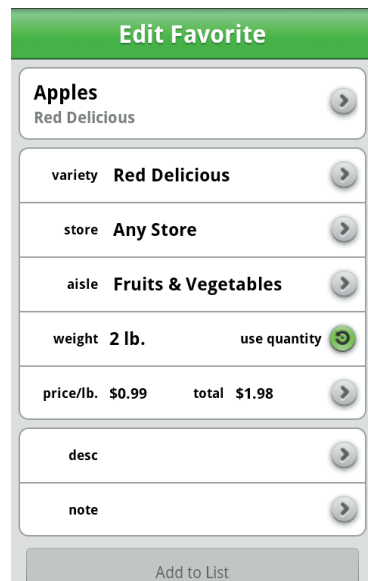 Edit Favorite
Apples
Red Delicious
variety Red Delicious
store Any Store
aisle Fruits & Vegetables
weight 2 lb. use quantity
price/lb. $0.99 total $1.98
desc
note
Add to List